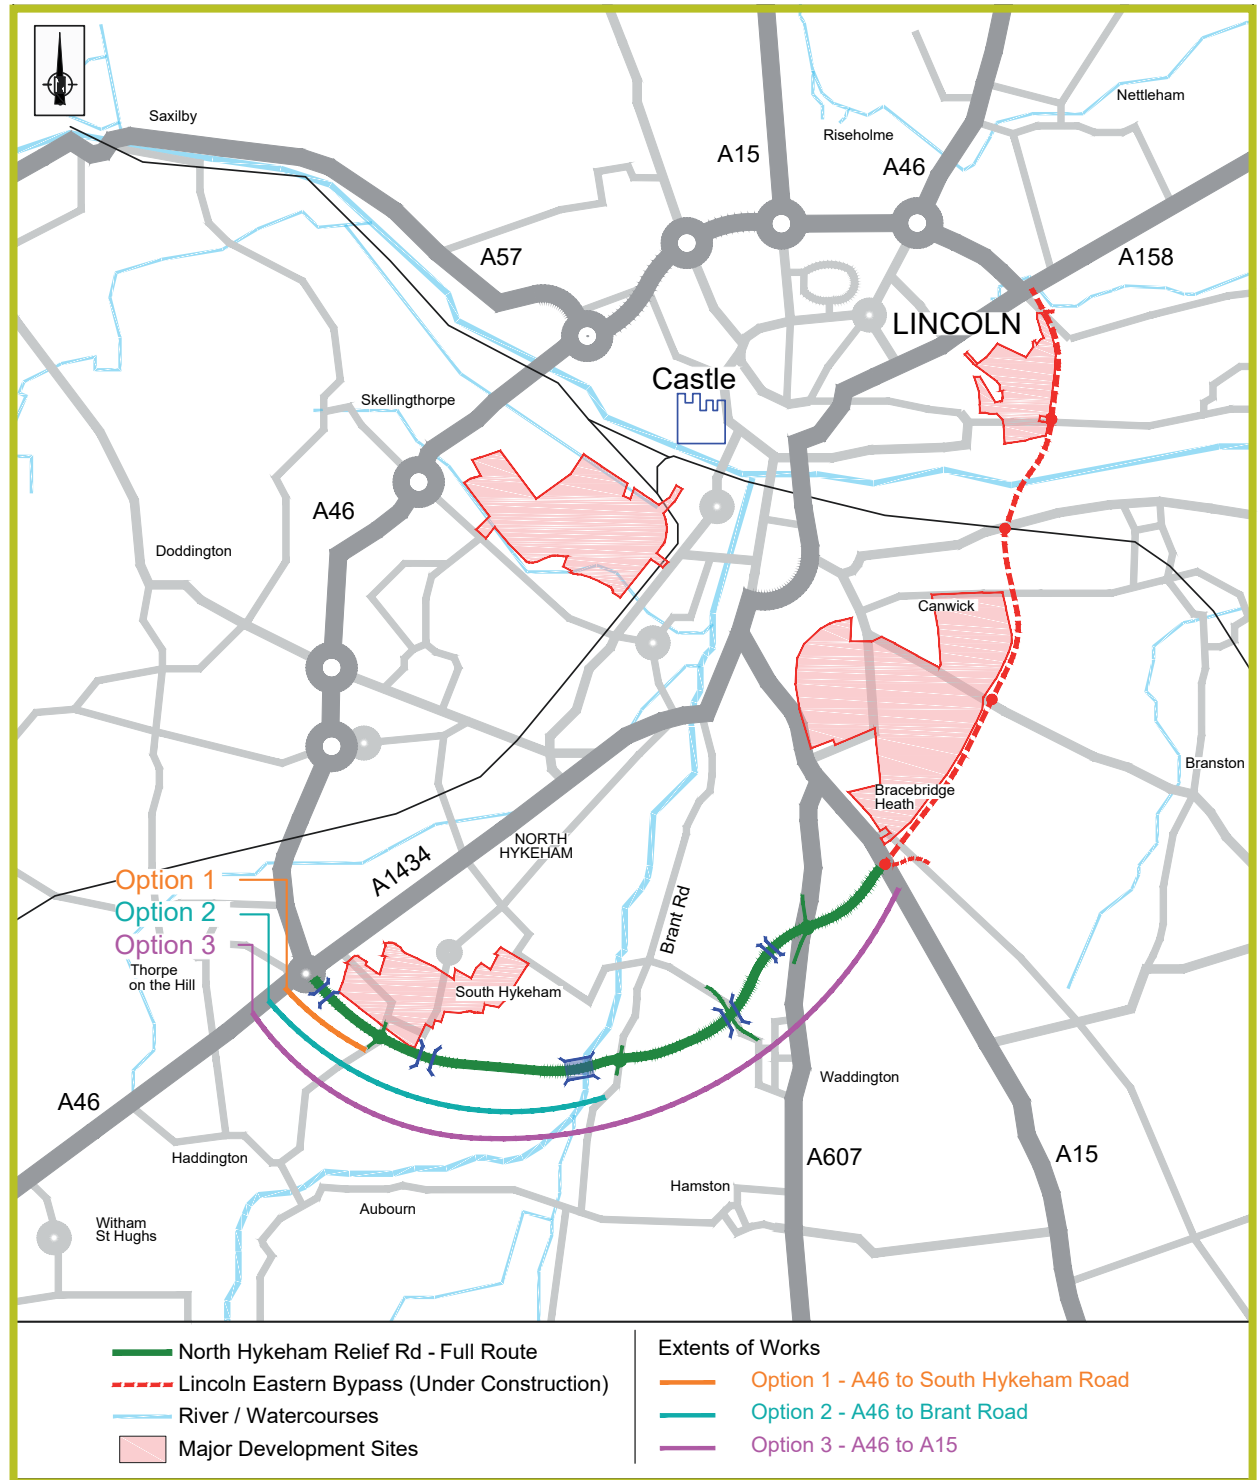 N
Saxilby
Nettleham
Riseholme
A15
A46
A57
A158
LINCOLN
Castle
Skellingthorpe
A46
Doddington
Canwick
Branston
Bracebridge
Heath
NORTH
HYKEHAM
A1434
Option 1
Option 2
Option 3
Brant Rd
Thorpe
on the Hill
South Hykeham
Waddington
A46
Haddington
A607
A15
Hamston
Aubourn
Witham
St Hughs
North Hykeham Relief Rd - Full Route
Lincoln Eastern Bypass (Under Construction)
River / Watercourses
Major Development Sites
Extents of Works
Option 1 - A46 to South Hykeham Road
Option 2 - A46 to Brant Road
Option 3 - A46 to A15